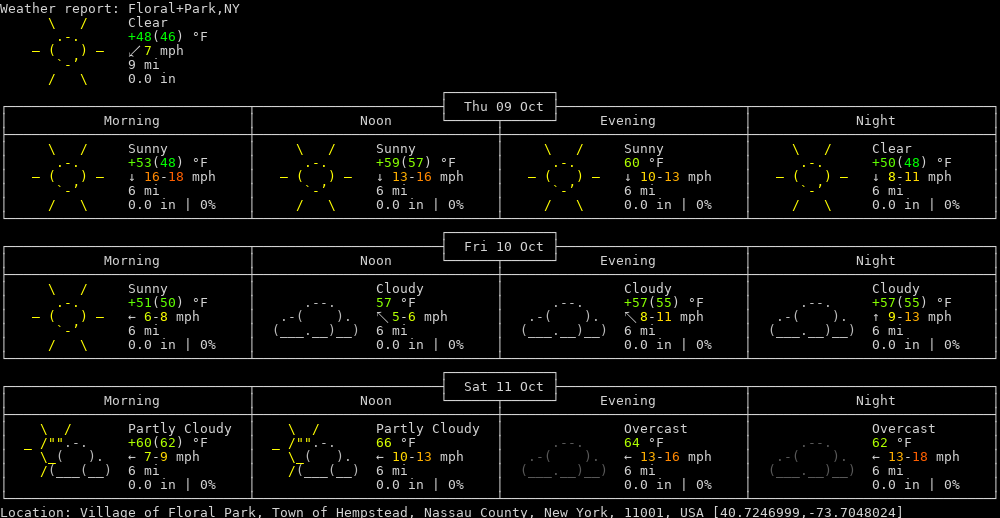 Weather report: Floral+Park,NY
Clear
+48(46) °F
↙ 7 mph
9 mi
0.0 in
Thu 09 Oct
Morning Noon Evening Night
Sunny Sunny Sunny Clear
+53(48) °F +59(57) °F 60 °F +50(48) °F
↓ 16-18 mph ↓ 13-16 mph ↓ 10-13 mph ↓ 8-11 mph
6 mi 6 mi 6 mi 6 mi
0.0 in | 0% 0.0 in | 0% 0.0 in | 0% 0.0 in | 0%
Fri 10 Oct
Morning Noon Evening Night
Sunny Cloudy Cloudy Cloudy
+51(50) °F 57 °F +57(55) °F +57(55) °F
← 6-8 mph ↖ 5-6 mph ↖ 8-11 mph ↑ 9-13 mph
6 mi 6 mi 6 mi 6 mi
0.0 in | 0% 0.0 in | 0% 0.0 in | 0% 0.0 in | 0%
Sat 11 Oct
Morning Noon Evening Night
Partly Cloudy Partly Cloudy Overcast Overcast
+60(62) °F 66 °F 64 °F 62 °F
← 7-9 mph ← 10-13 mph ← 13-16 mph ← 13-18 mph
6 mi 6 mi 6 mi 6 mi
0.0 in | 0% 0.0 in | 0% 0.0 in | 0% 0.0 in | 0%
Location: Village of Floral Park, Town of Hempstead, Nassau County, New York, 11001, USA [40.7246999,-73.7048024]